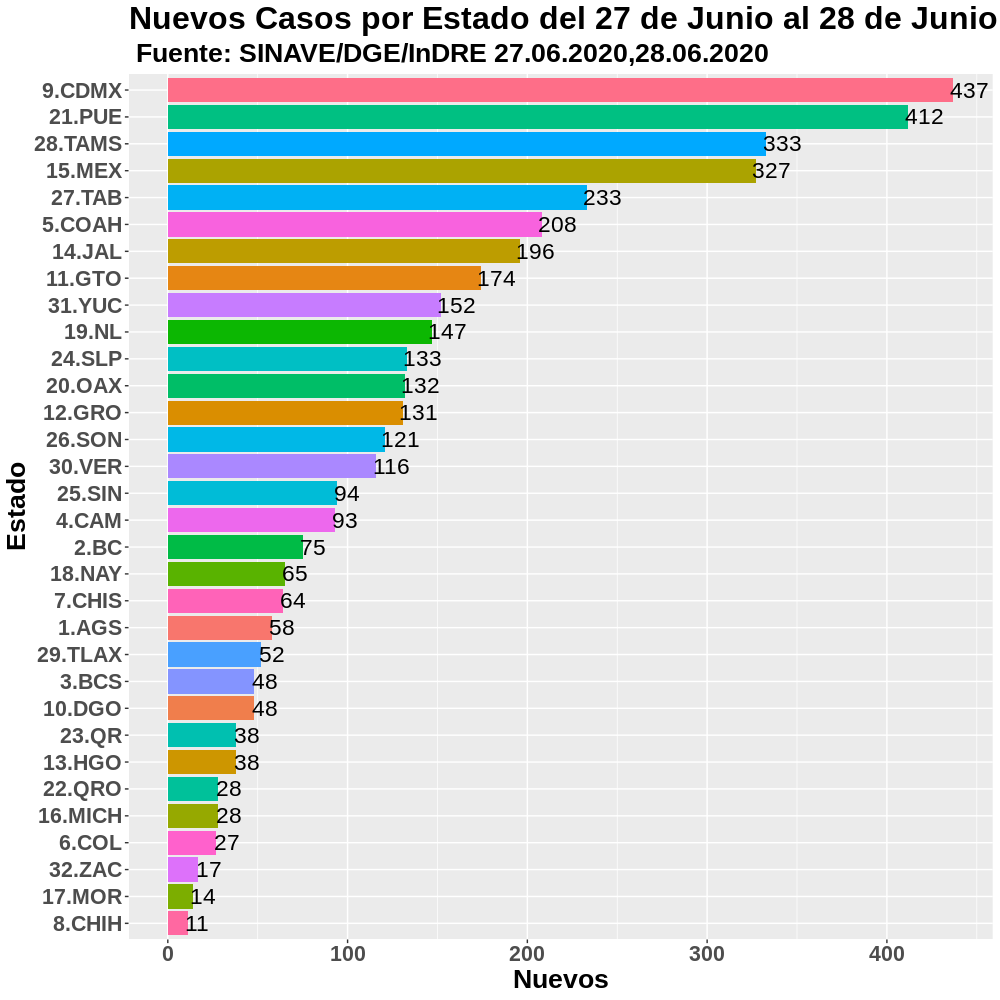 Nuevos Casos por Estado del 27 de Junio al 28 de Junio
Fuente: SINAVE/DGE/InDRE 27.06.2020,28.06.2020
Estado
9.CDMX 437
21.PUE 412
28.TAMS 333
15.MEX 327
27.TAB 233
5.COAH 208
14.JAL 196
11.GTO 174
31.YUC 152
19.NL 147
24.SLP 133
20.OAX 132
12.GRO 131
26.SON 121
30.VER 116
25.SIN 94
4.CAM 93
2.BC 75
18.NAY 65
7.CHIS 64
1.AGS 58
29.TLAX 52
3.BCS 48
10.DGO 48
23.QR 38
13.HGO 38
22.QRO 28
16.MICH 28
6.COL 27
32.ZAC 17
17.MOR 14
8.CHIH 11
0 100 200 300 400
Nuevos